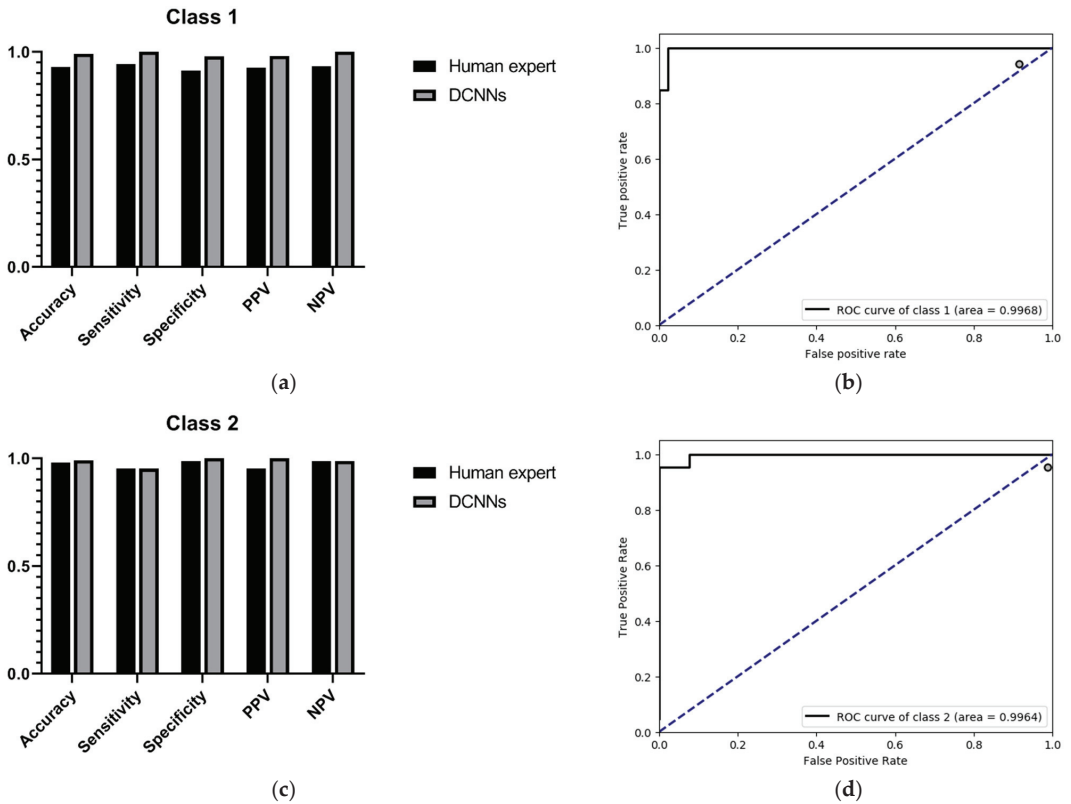 Class 1
1.0
0.5
0.0
Accuracy
Sensitivity
Specificity
PPV
NPV
Human expert
DCNNs
(a)
True positive rate
1.0
0.8
0.6
0.4
0.2
0.0
ROC curve of class 1 (area = 0.9968)
0.0 0.2 0.4 0.6 0.8 1.0
False positive rate
(b)
Class 2
1.0
0.5
0.0
Accuracy
Sensitivity
Specificity
PPV
NPV
Human expert
DCNNs
(c)
True Positive Rate
1.0
0.8
0.6
0.4
0.2
0.0
ROC curve of class 2 (area = 0.9964)
0.0 0.2 0.4 0.6 0.8 1.0
False Positive Rate
(d)